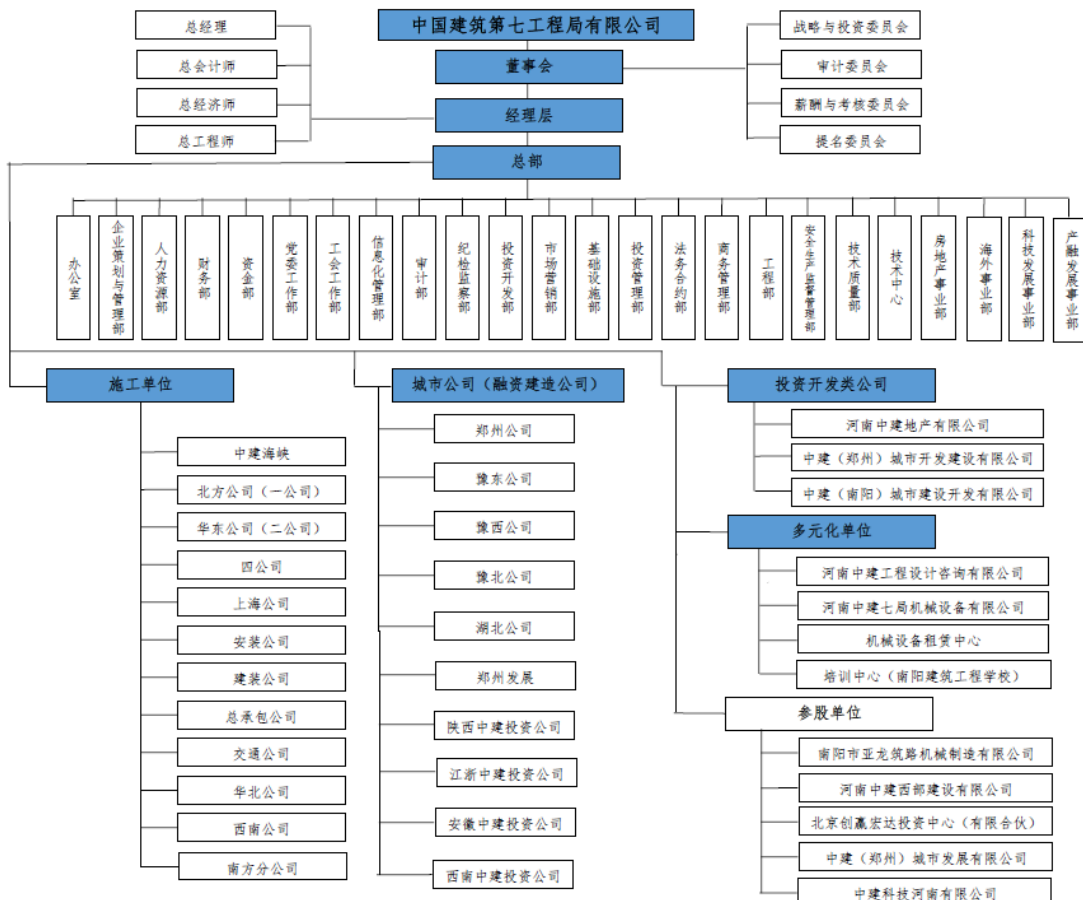 中国建筑第七工程局有限公司
董事会
经理层
总部
总经理
总会计师
总经济师
总工程师
战略与投资委员会
审计委员会
薪酬与考核委员会
提名委员会
办公室
企业策划与管理部
人力资源部
财务部
资金部
党委工作部
工会工作部
信息化管理部
审计部
纪检监察部
投资开发部
市场营销部
基础设施部
投资管理部
法务合约部
商务管理部
工程部
安全生产监督管理部
技术质量部
技术中心
房地产事业部
海外事业部
科技发展事业部
产融发展事业部
施工单位
中建海峡
北方公司（一公司）
华东公司（二公司）
四公司
上海公司
安装公司
建装公司
总承包公司
交通公司
华北公司
西南公司
南方分公司
城市公司（融资建造公司）
郑州公司
豫东公司
豫西公司
豫北公司
湖北公司
郑州发展
陕西中建投资公司
江浙中建投资公司
安徽中建投资公司
西南中建投资公司
投资开发类公司
河南中建地产有限公司
中建（郑州）城市开发建设有限公司
中建（南阳）城市建设开发有限公司
多元化单位
河南中建工程设计咨询有限公司
河南中建七局机械设备有限公司
机械设备租赁中心
培训中心（南阳建筑工程学校）
参股单位
南阳市亚龙筑路机械制造有限公司
河南中建西部建设有限公司
北京创赢宏达投资中心（有限合伙）
中建（郑州）城市发展有限公司
中建科技河南有限公司